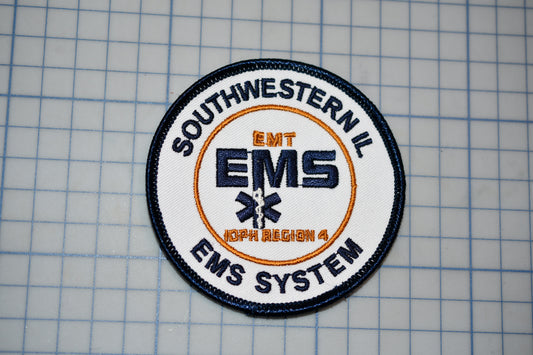 SOUTHWESTERN IL
EMT
EMS
IDPH REGION 4
EMS SYSTEM